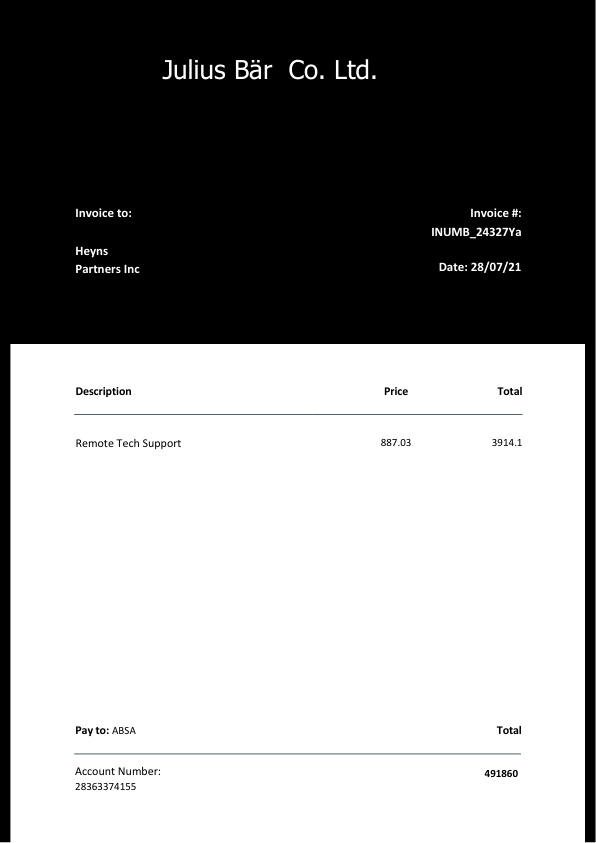 Julius Bär  Co. Ltd.
Invoice to:
Heyns
Partners Inc
Invoice #:
INUMB_24327Ya
Date: 28/07/21
Description Price Total
Remote Tech Support 887.03 3914.1
Pay to: ABSA Total
Account Number:
28363374155
491860